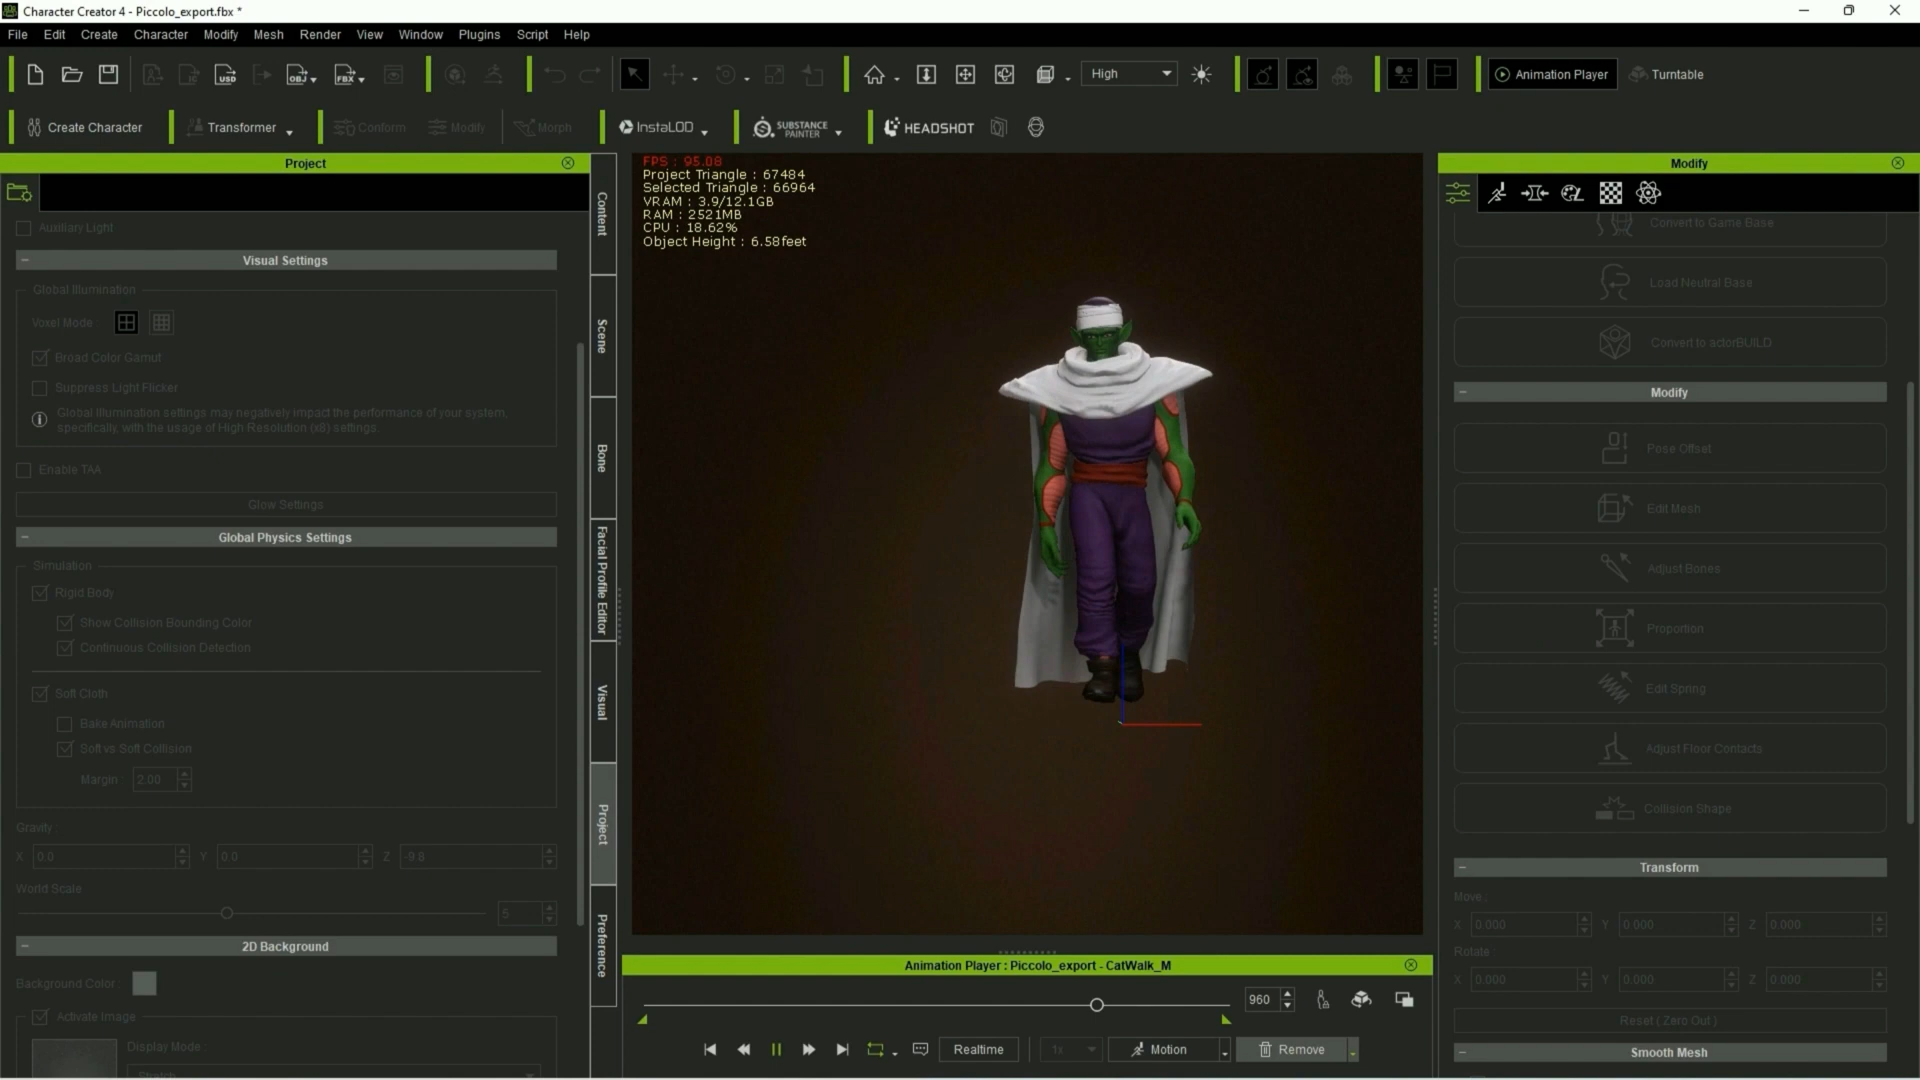 Character Creator 4 - Piccolo_export.fbx *
File Edit Create Character Modify Mesh Render View Window Plugins Script Help
USD OBJ FBX High Animation Player Turntable
Create Character Transformer Conform Modify Morph InstaLOD SUBSTANCE PAINTER HEADSHOT
Project
Auxiliary Light
Visual Settings
Global Illumination
Voxel Mode :
Broad Color Gamut
Suppress Light Flicker
Global Illumination settings may negatively impact the performance of your system,
specifically, with the usage of High Resolution (x8) settings.
Enable TAA
Glow Settings
Global Physics Settings
Simulation
Rigid Body
Show Collision Bounding Color
Continuous Collision Detection
Soft Cloth
Bake Animation
Soft vs Soft Collision
Margin : 2.00
Gravity :
X 0.0 Y 0.0 Z -9.8
World Scale
5
2D Background
Background Color :
Activate Image
Display Mode :
Stretch
Content
Scene
Bone
Facial Profile Editor
Visual
Project
Preference
FPS : 95.08
Project Triangle : 67484
Selected Triangle : 66964
VRAM : 3.9/12.1GB
RAM : 2521MB
CPU : 18.62%
Object Height : 6.58feet
Animation Player : Piccolo_export - CatWalk_M
960
Realtime 1x Motion Remove
Modify
Convert to Game Base
Load Neutral Base
Convert to actorBUILD
Modify
Pose Offset
Edit Mesh
Adjust Bones
Proportion
Edit Spring
Adjust Floor Contacts
Collision Shape
Transform
Move :
X 0.000 Y 0.000 Z 0.000
Rotate :
X 0.000 Y 0.000 Z 0.000
Reset ( Zero Out )
Smooth Mesh